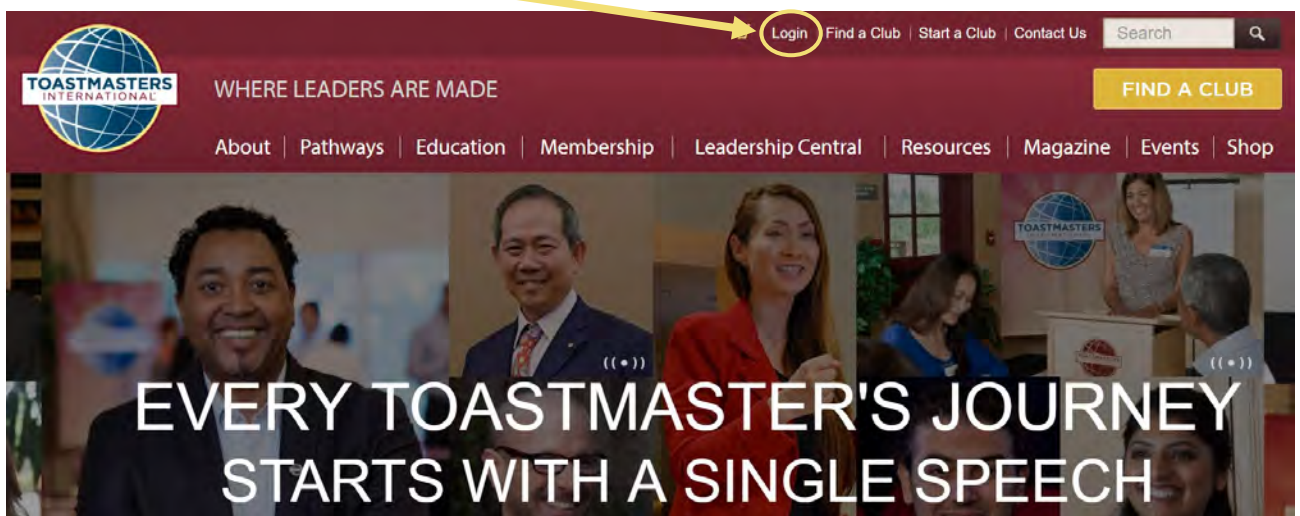 Login | Find a Club | Start a Club | Contact Us
Search
TOASTMASTERS
INTERNATIONAL
WHERE LEADERS ARE MADE
FIND A CLUB
About | Pathways | Education | Membership | Leadership Central | Resources | Magazine | Events | Shop
TOASTMASTERS
EVERY TOASTMASTER'S JOURNEY
STARTS WITH A SINGLE SPEECH